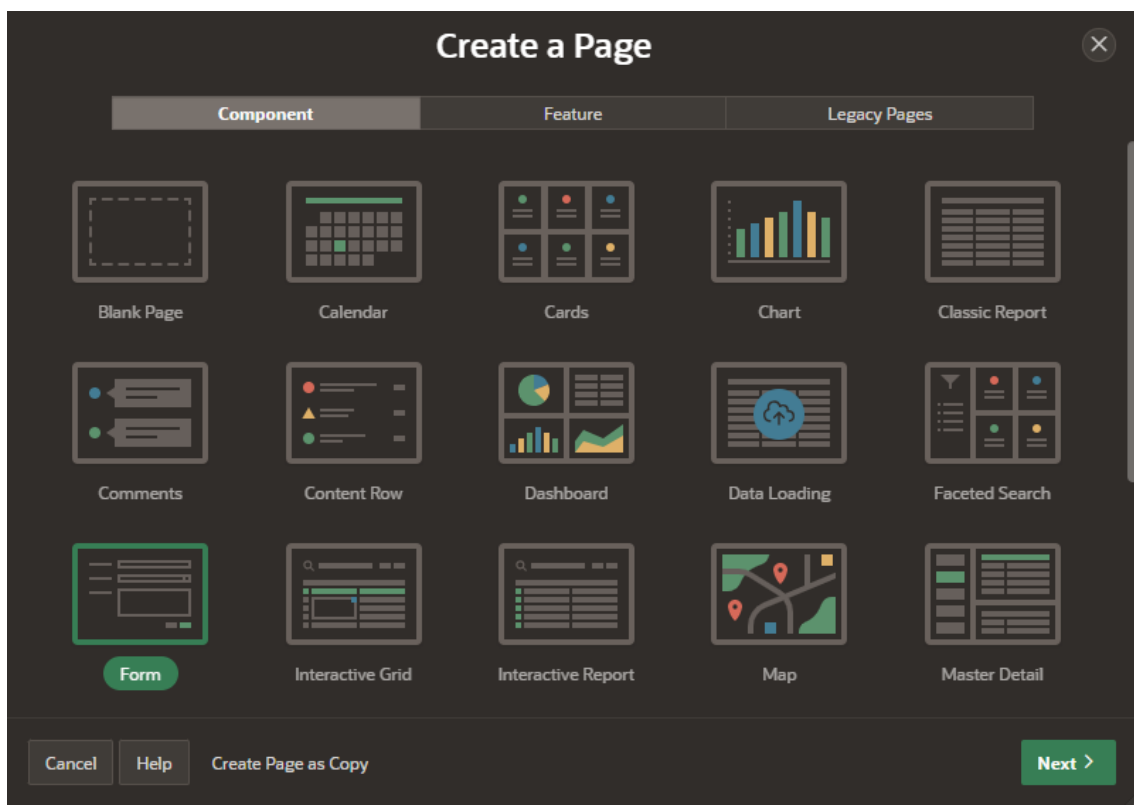 Create a Page
Component Feature Legacy Pages
Blank Page Calendar Cards Chart Classic Report
Comments Content Row Dashboard Data Loading Faceted Search
Form Interactive Grid Interactive Report Map Master Detail
Cancel Help Create Page as Copy Next